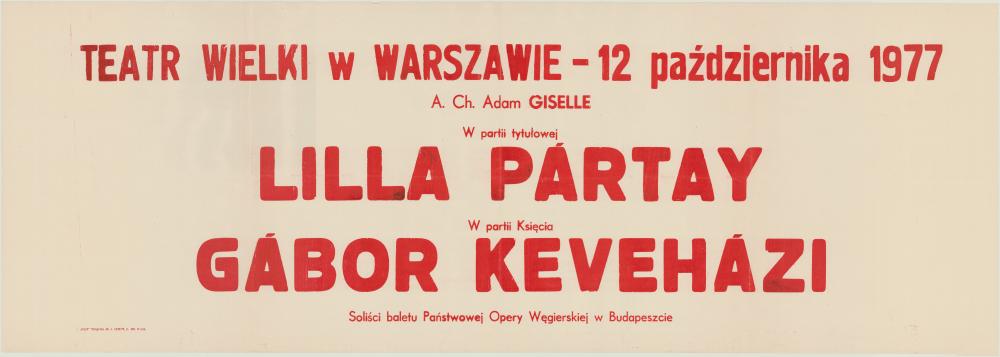 TEATR WIELKI w WARSZAWIE – 12 października 1977
A. Ch. Adam GISELLE
W partii tytułowej
LILLA PÁRTAY
W partii Księcia
GÁBOR KEVEHÁZI
Soliści baletu Państwowej Opery Węgierskiej w Budapeszcie